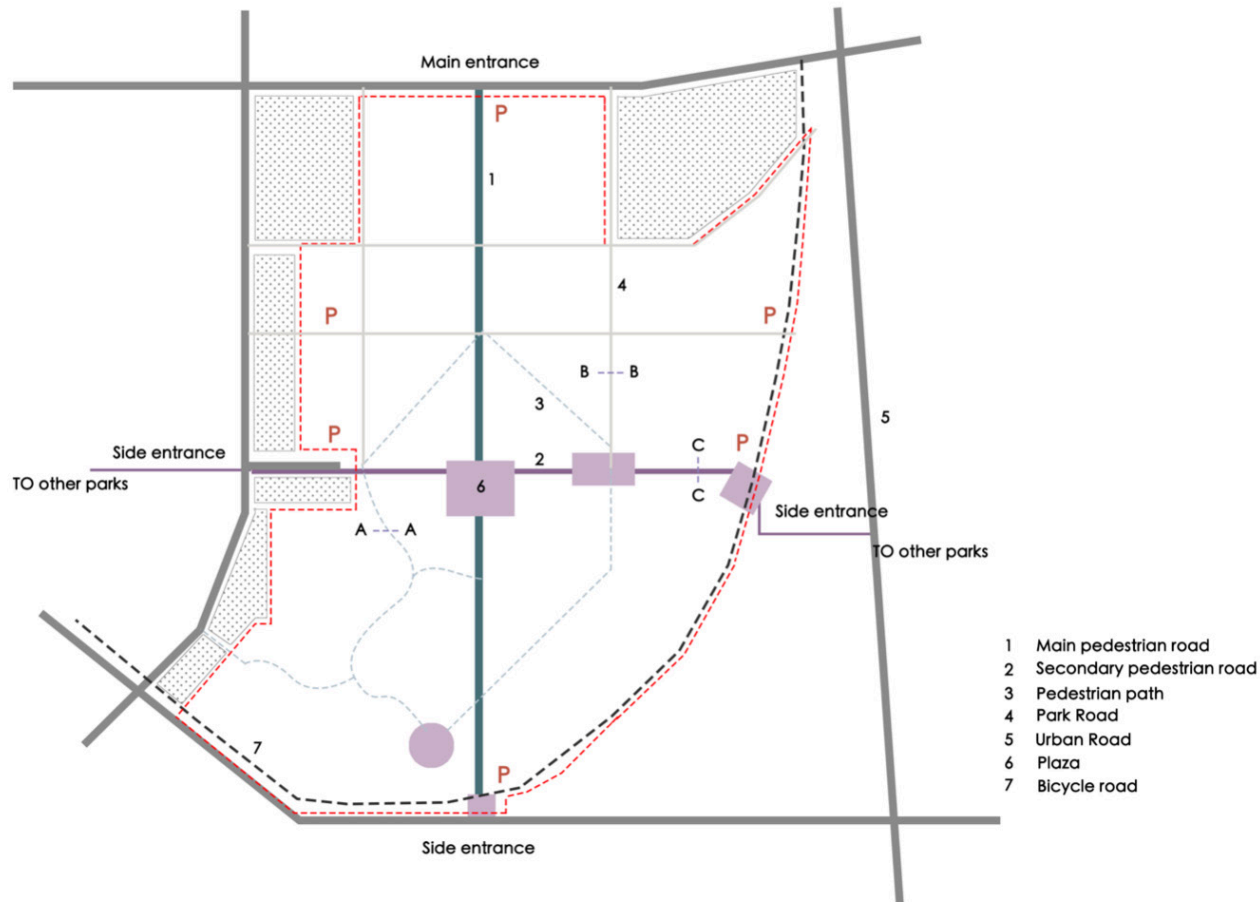 Main entrance
P
1
4
P
P
B
B
3
5
P
P
C
Side entrance
2
TO other parks
6
C
Side entrance
A
A
TO other parks
1 Main pedestrian road
2 Secondary pedestrian road
3 Pedestrian path
4 Park Road
5 Urban Road
6 Plaza
7 Bicycle road
7
P
Side entrance